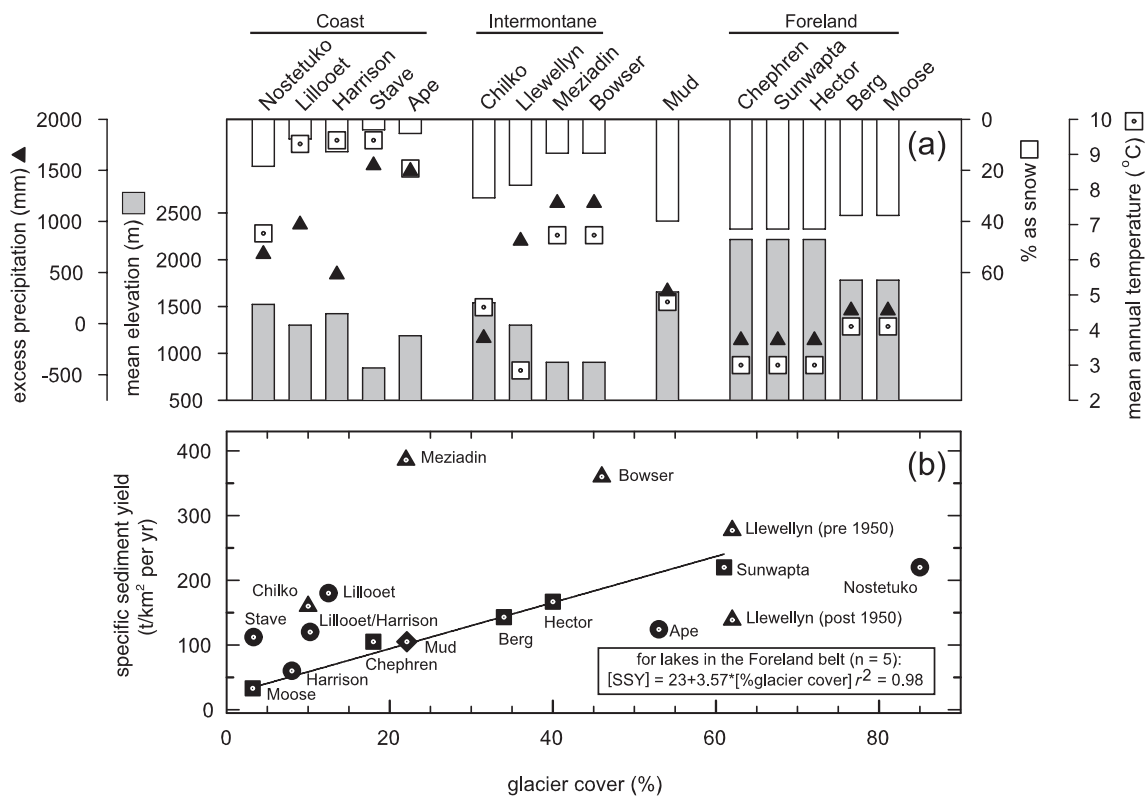 Coast
Intermontane
Foreland
Nostetuko
Lillooet
Harrison
Stave
Ape
Chilko
Llewellyn
Meziadin
Bowser
Mud
Chephren
Sunwapta
Hector
Berg
Moose
(a)
excess precipitation (mm)
2000
1500
1000
500
0
-500
mean elevation (m)
2500
2000
1500
1000
500
% as snow
0
20
40
60
mean annual temperature (°C)
10
9
8
7
6
5
4
3
2
(b)
specific sediment yield
(t/km² per yr)
400
300
200
100
0
Meziadin
Bowser
Llewellyn (pre 1950)
Sunwapta
Nostetuko
Chilko
Lillooet
Stave
Lillooet/Harrison
Hector
Llewellyn (post 1950)
Berg
Ape
Mud
Chephren
Harrison
Moose
for lakes in the Foreland belt (n = 5):
[SSY] = 23+3.57*[%glacier cover] r² = 0.98
0 20 40 60 80
glacier cover (%)